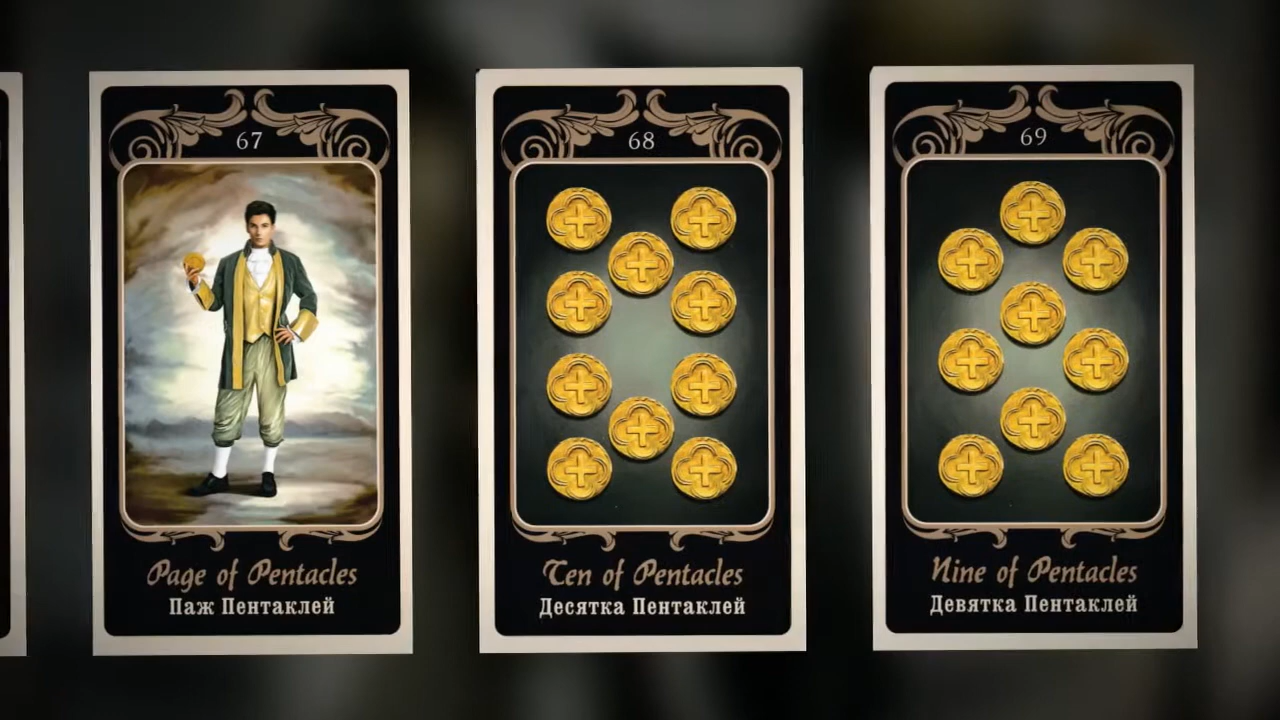 67
Page of Pentacles
Паж Пентаклей
68
Ten of Pentacles
Десятка Пентаклей
69
Nine of Pentacles
Девятка Пентаклей